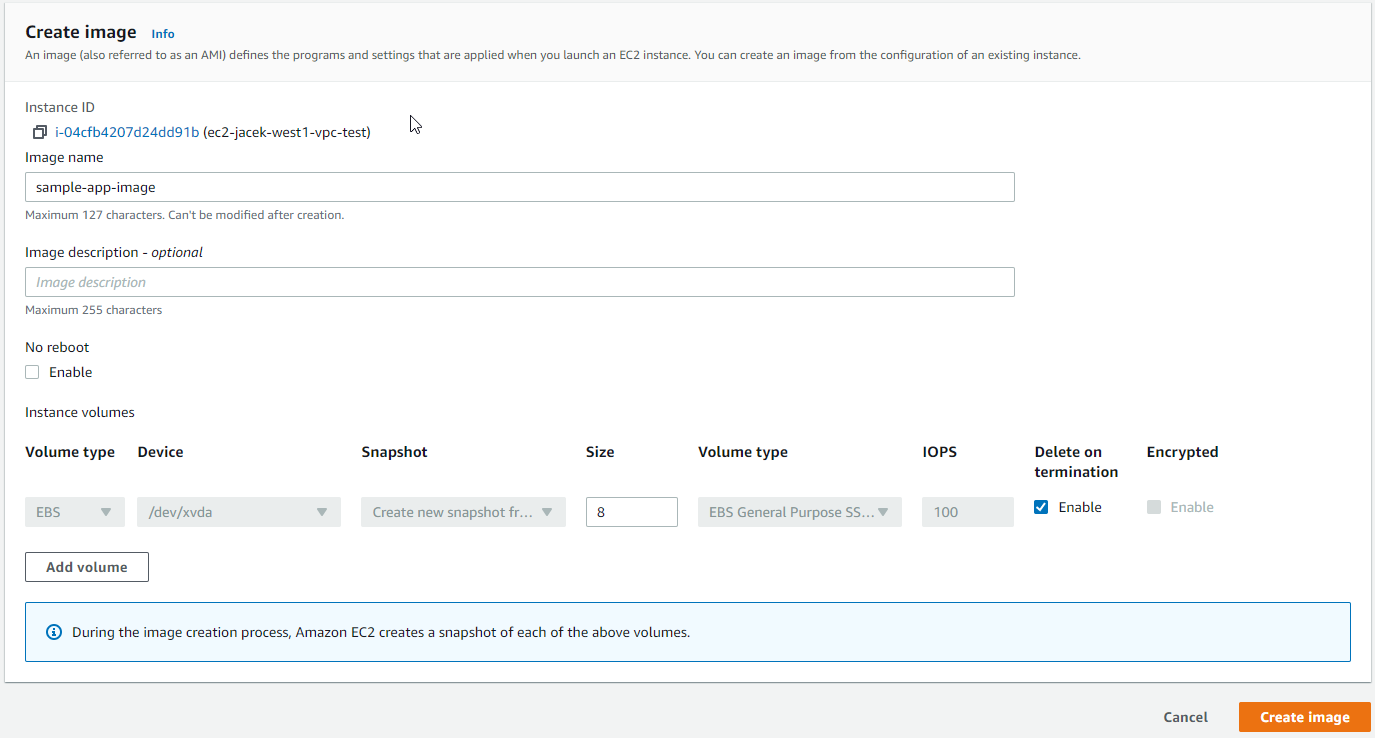 Create image Info
An image (also referred to as an AMI) defines the programs and settings that are applied when you launch an EC2 instance. You can create an image from the configuration of an existing instance.
Instance ID
i-04cfb4207d24dd91b (ec2-jacek-west1-vpc-test)
Image name
sample-app-image
Maximum 127 characters. Can't be modified after creation.
Image description - optional
Image description
Maximum 255 characters
No reboot
Enable
Instance volumes
Volume type Device Snapshot Size Volume type IOPS Delete on termination Encrypted
EBS /dev/xvda Create new snapshot fr... 8 EBS General Purpose SS... 100 Enable Enable
Add volume
During the image creation process, Amazon EC2 creates a snapshot of each of the above volumes.
Cancel Create image